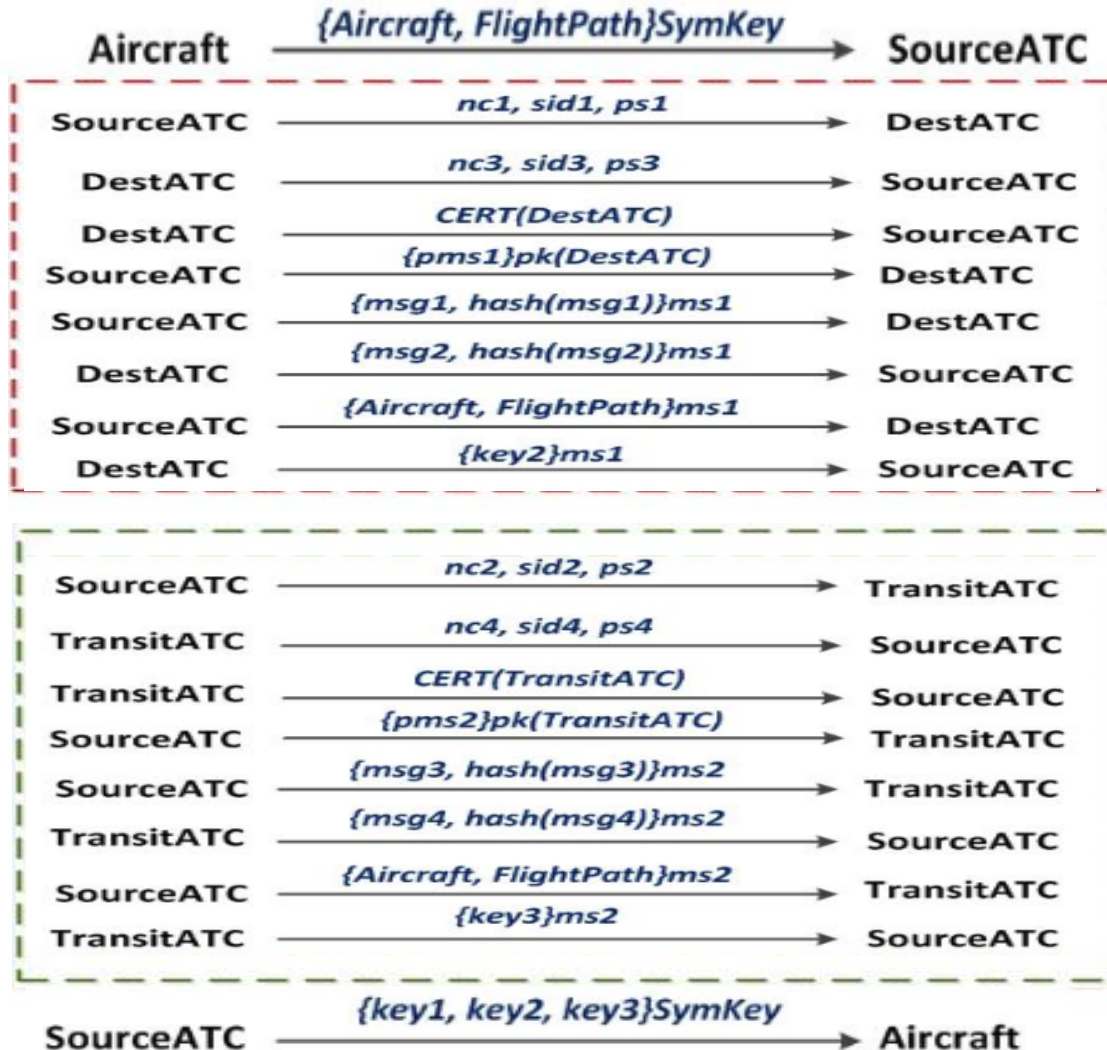 Aircraft {Aircraft, FlightPath}SymKey SourceATC
SourceATC nc1, sid1, ps1 DestATC
DestATC nc3, sid3, ps3 SourceATC
DestATC CERT(DestATC) SourceATC
SourceATC {pms1}pk(DestATC) DestATC
SourceATC {msg1, hash(msg1)}ms1 DestATC
DestATC {msg2, hash(msg2)}ms1 SourceATC
SourceATC {Aircraft, FlightPath}ms1 DestATC
DestATC {key2}ms1 SourceATC
SourceATC nc2, sid2, ps2 TransitATC
TransitATC nc4, sid4, ps4 SourceATC
TransitATC CERT(TransitATC) SourceATC
SourceATC {pms2}pk(TransitATC) TransitATC
SourceATC {msg3, hash(msg3)}ms2 TransitATC
TransitATC {msg4, hash(msg4)}ms2 SourceATC
SourceATC {Aircraft, FlightPath}ms2 TransitATC
TransitATC {key3}ms2 SourceATC
SourceATC {key1, key2, key3}SymKey Aircraft